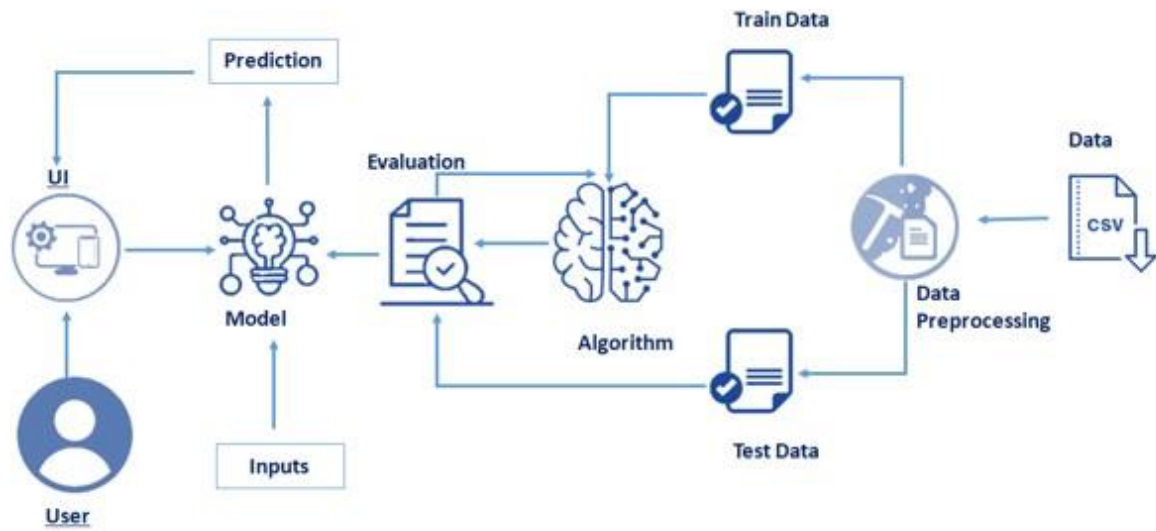 Train Data
Prediction
Data
Evaluation
UI
CSV
Data
Preprocessing
Model
Algorithm
Test Data
Inputs
User